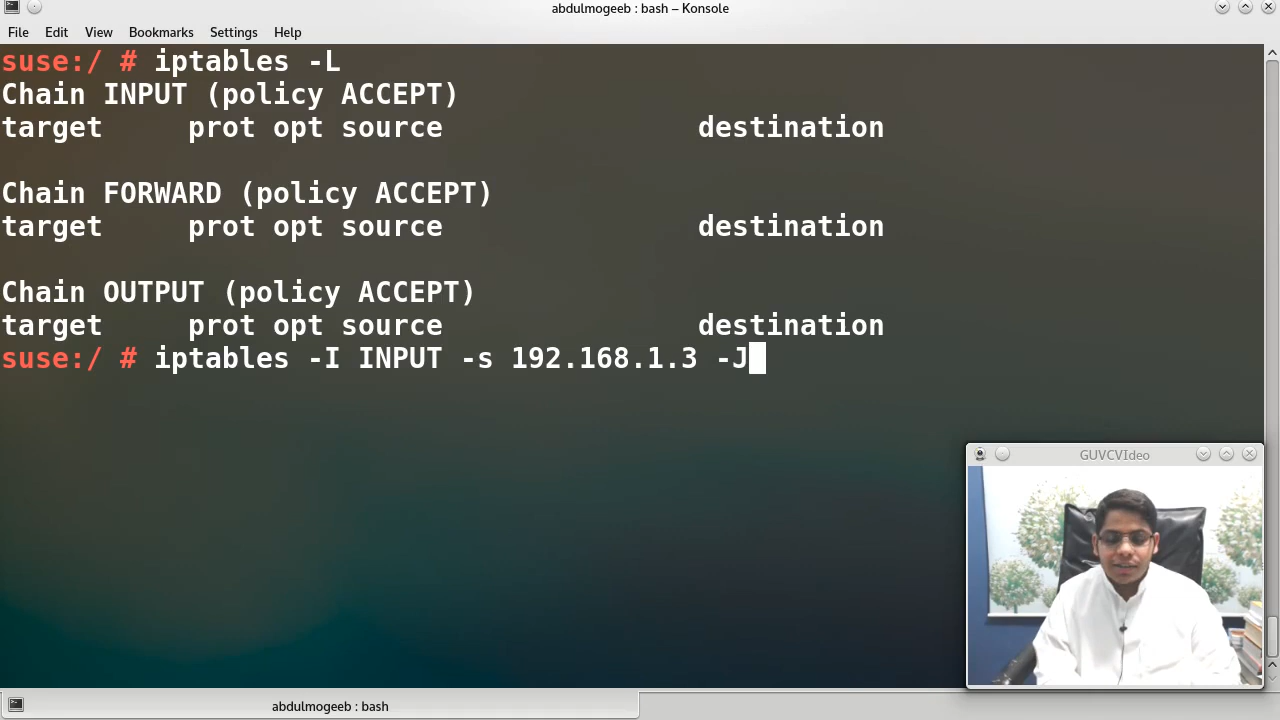 abdulmogeeb : bash – Konsole
File Edit View Bookmarks Settings Help
suse:/ # iptables -L
Chain INPUT (policy ACCEPT)
target prot opt source destination
Chain FORWARD (policy ACCEPT)
target prot opt source destination
Chain OUTPUT (policy ACCEPT)
target prot opt source destination
suse:/ # iptables -I INPUT -s 192.168.1.3 -J
GUVCVIdeo
abdulmogeeb : bash